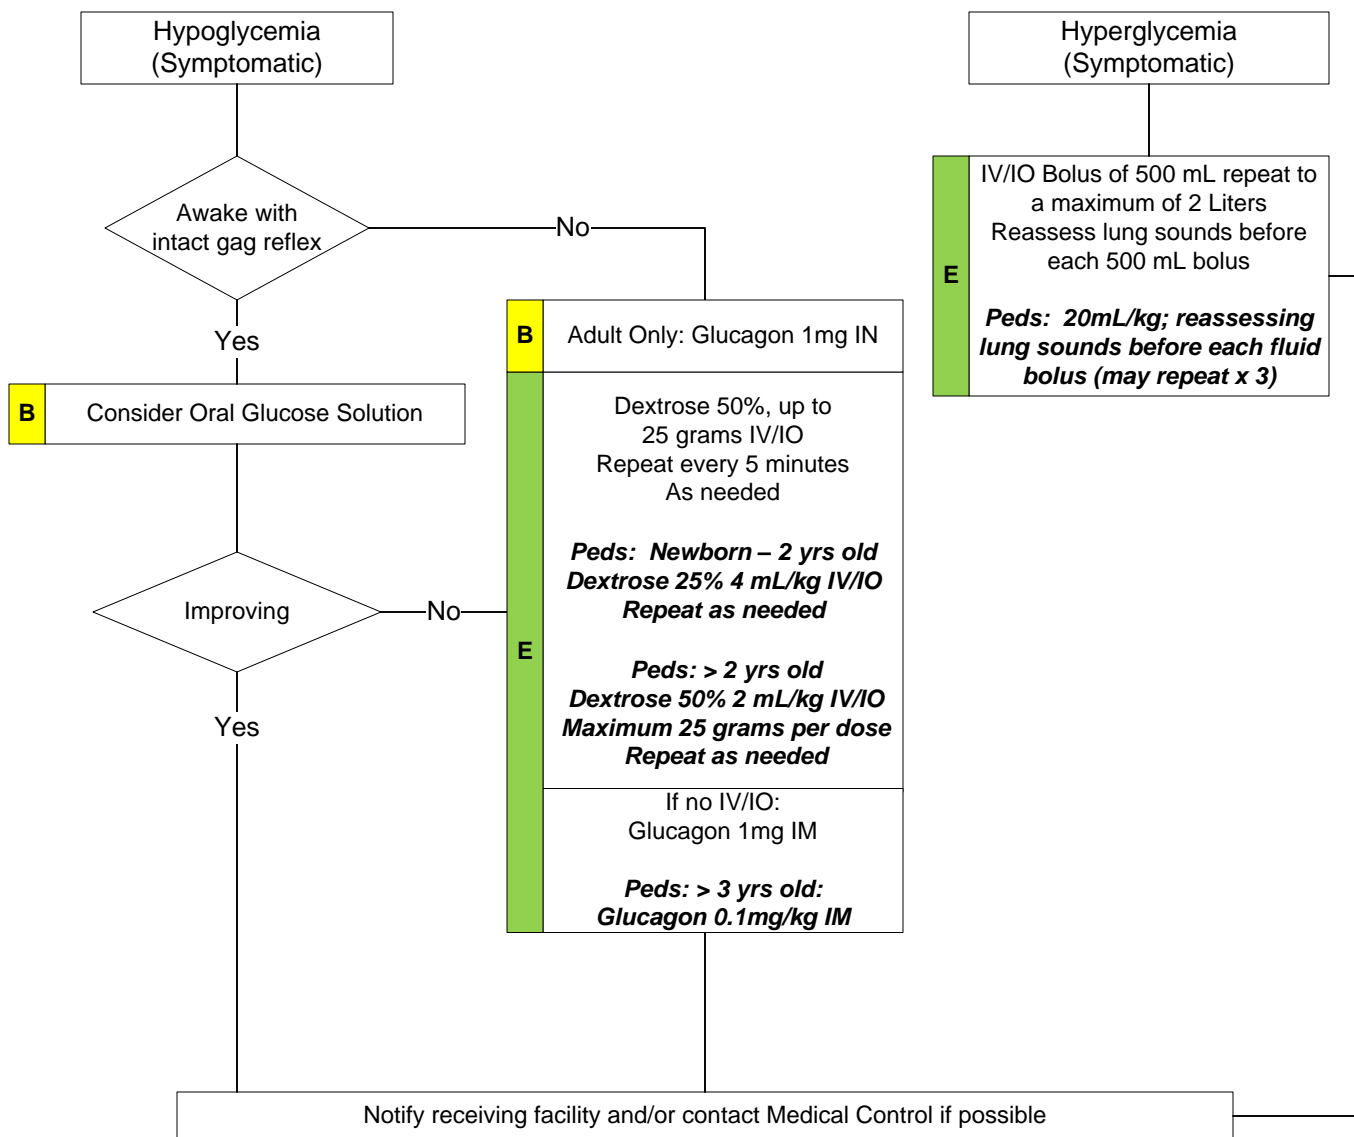 Hypoglycemia
(Symptomatic)
Hyperglycemia
(Symptomatic)
Awake with
intact gag reflex
No
Yes
B
Consider Oral Glucose Solution
Improving
No
Yes
B
Adult Only: Glucagon 1mg IN
E
Dextrose 50%, up to
25 grams IV/IO
Repeat every 5 minutes
As needed
Peds: Newborn – 2 yrs old
Dextrose 25% 4 mL/kg IV/IO
Repeat as needed
Peds: > 2 yrs old
Dextrose 50% 2 mL/kg IV/IO
Maximum 25 grams per dose
Repeat as needed
If no IV/IO:
Glucagon 1mg IM
Peds: > 3 yrs old:
Glucagon 0.1mg/kg IM
E
IV/IO Bolus of 500 mL repeat to
a maximum of 2 Liters
Reassess lung sounds before
each 500 mL bolus
Peds: 20mL/kg; reassessing
lung sounds before each fluid
bolus (may repeat x 3)
Notify receiving facility and/or contact Medical Control if possible